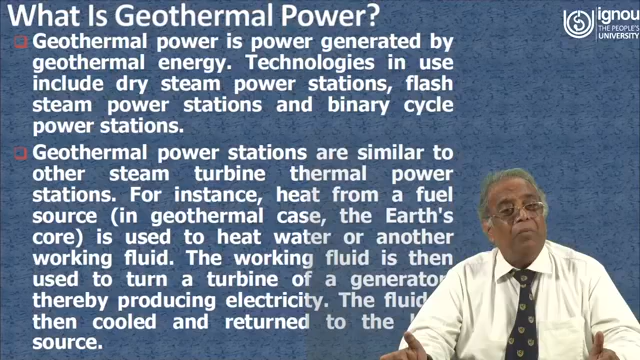 What Is Geothermal Power?
ignou
THE PEOPLE'S
UNIVERSITY
Geothermal power is power generated by
geothermal energy. Technologies in use
include dry steam power stations, flash
steam power stations and binary cycle
power stations.
Geothermal power stations are similar to
other steam turbine thermal power
stations. For instance, heat from a fuel
source (in geothermal case, the Earth's
core) is used to heat water or another
working fluid. The working fluid is then
used to turn a turbine of a generator
thereby producing electricity. The fluid
then cooled and returned to the
source.